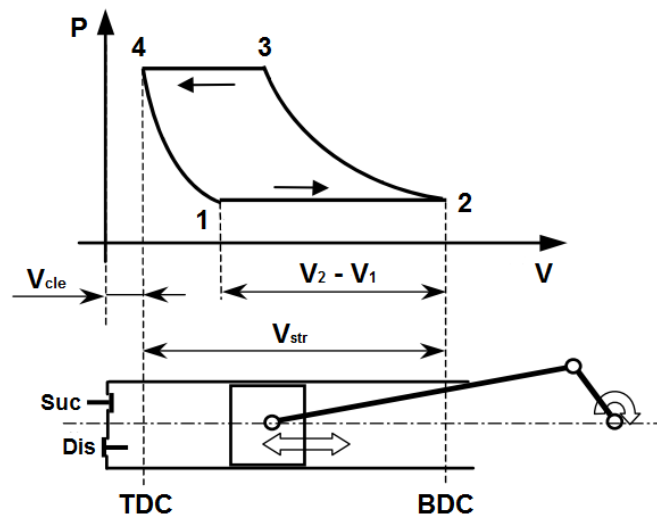 P
4 3
1 2
V
Vcle
V2 - V1
Vstr
Suc
Dis
TDC BDC